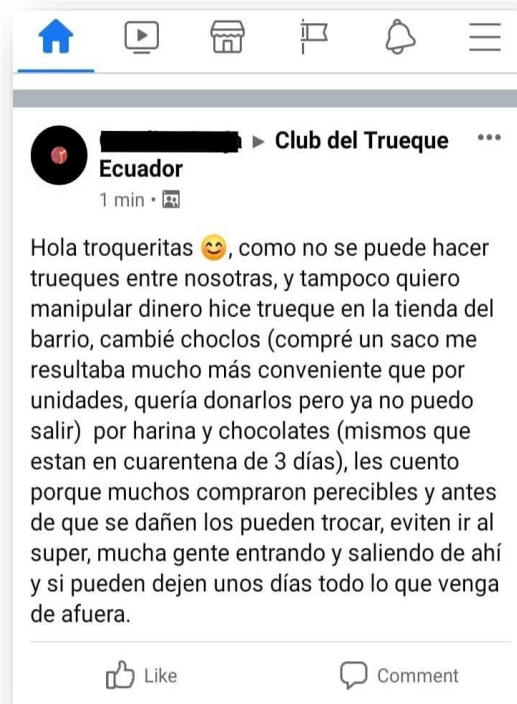 ▸ Club del Trueque
Ecuador
1 min
Hola troqueritas 😊, como no se puede hacer
trueques entre nosotras, y tampoco quiero
manipular dinero hice trueque en la tienda del
barrio, cambié choclos (compré un saco me
resultaba mucho más conveniente que por
unidades, quería donarlos pero ya no puedo
salir)  por harina y chocolates (mismos que
estan en cuarentena de 3 días), les cuento
porque muchos compraron perecibles y antes
de que se dañen los pueden trocar, eviten ir al
super, mucha gente entrando y saliendo de ahí
y si pueden dejen unos días todo lo que venga
de afuera.
Like
Comment